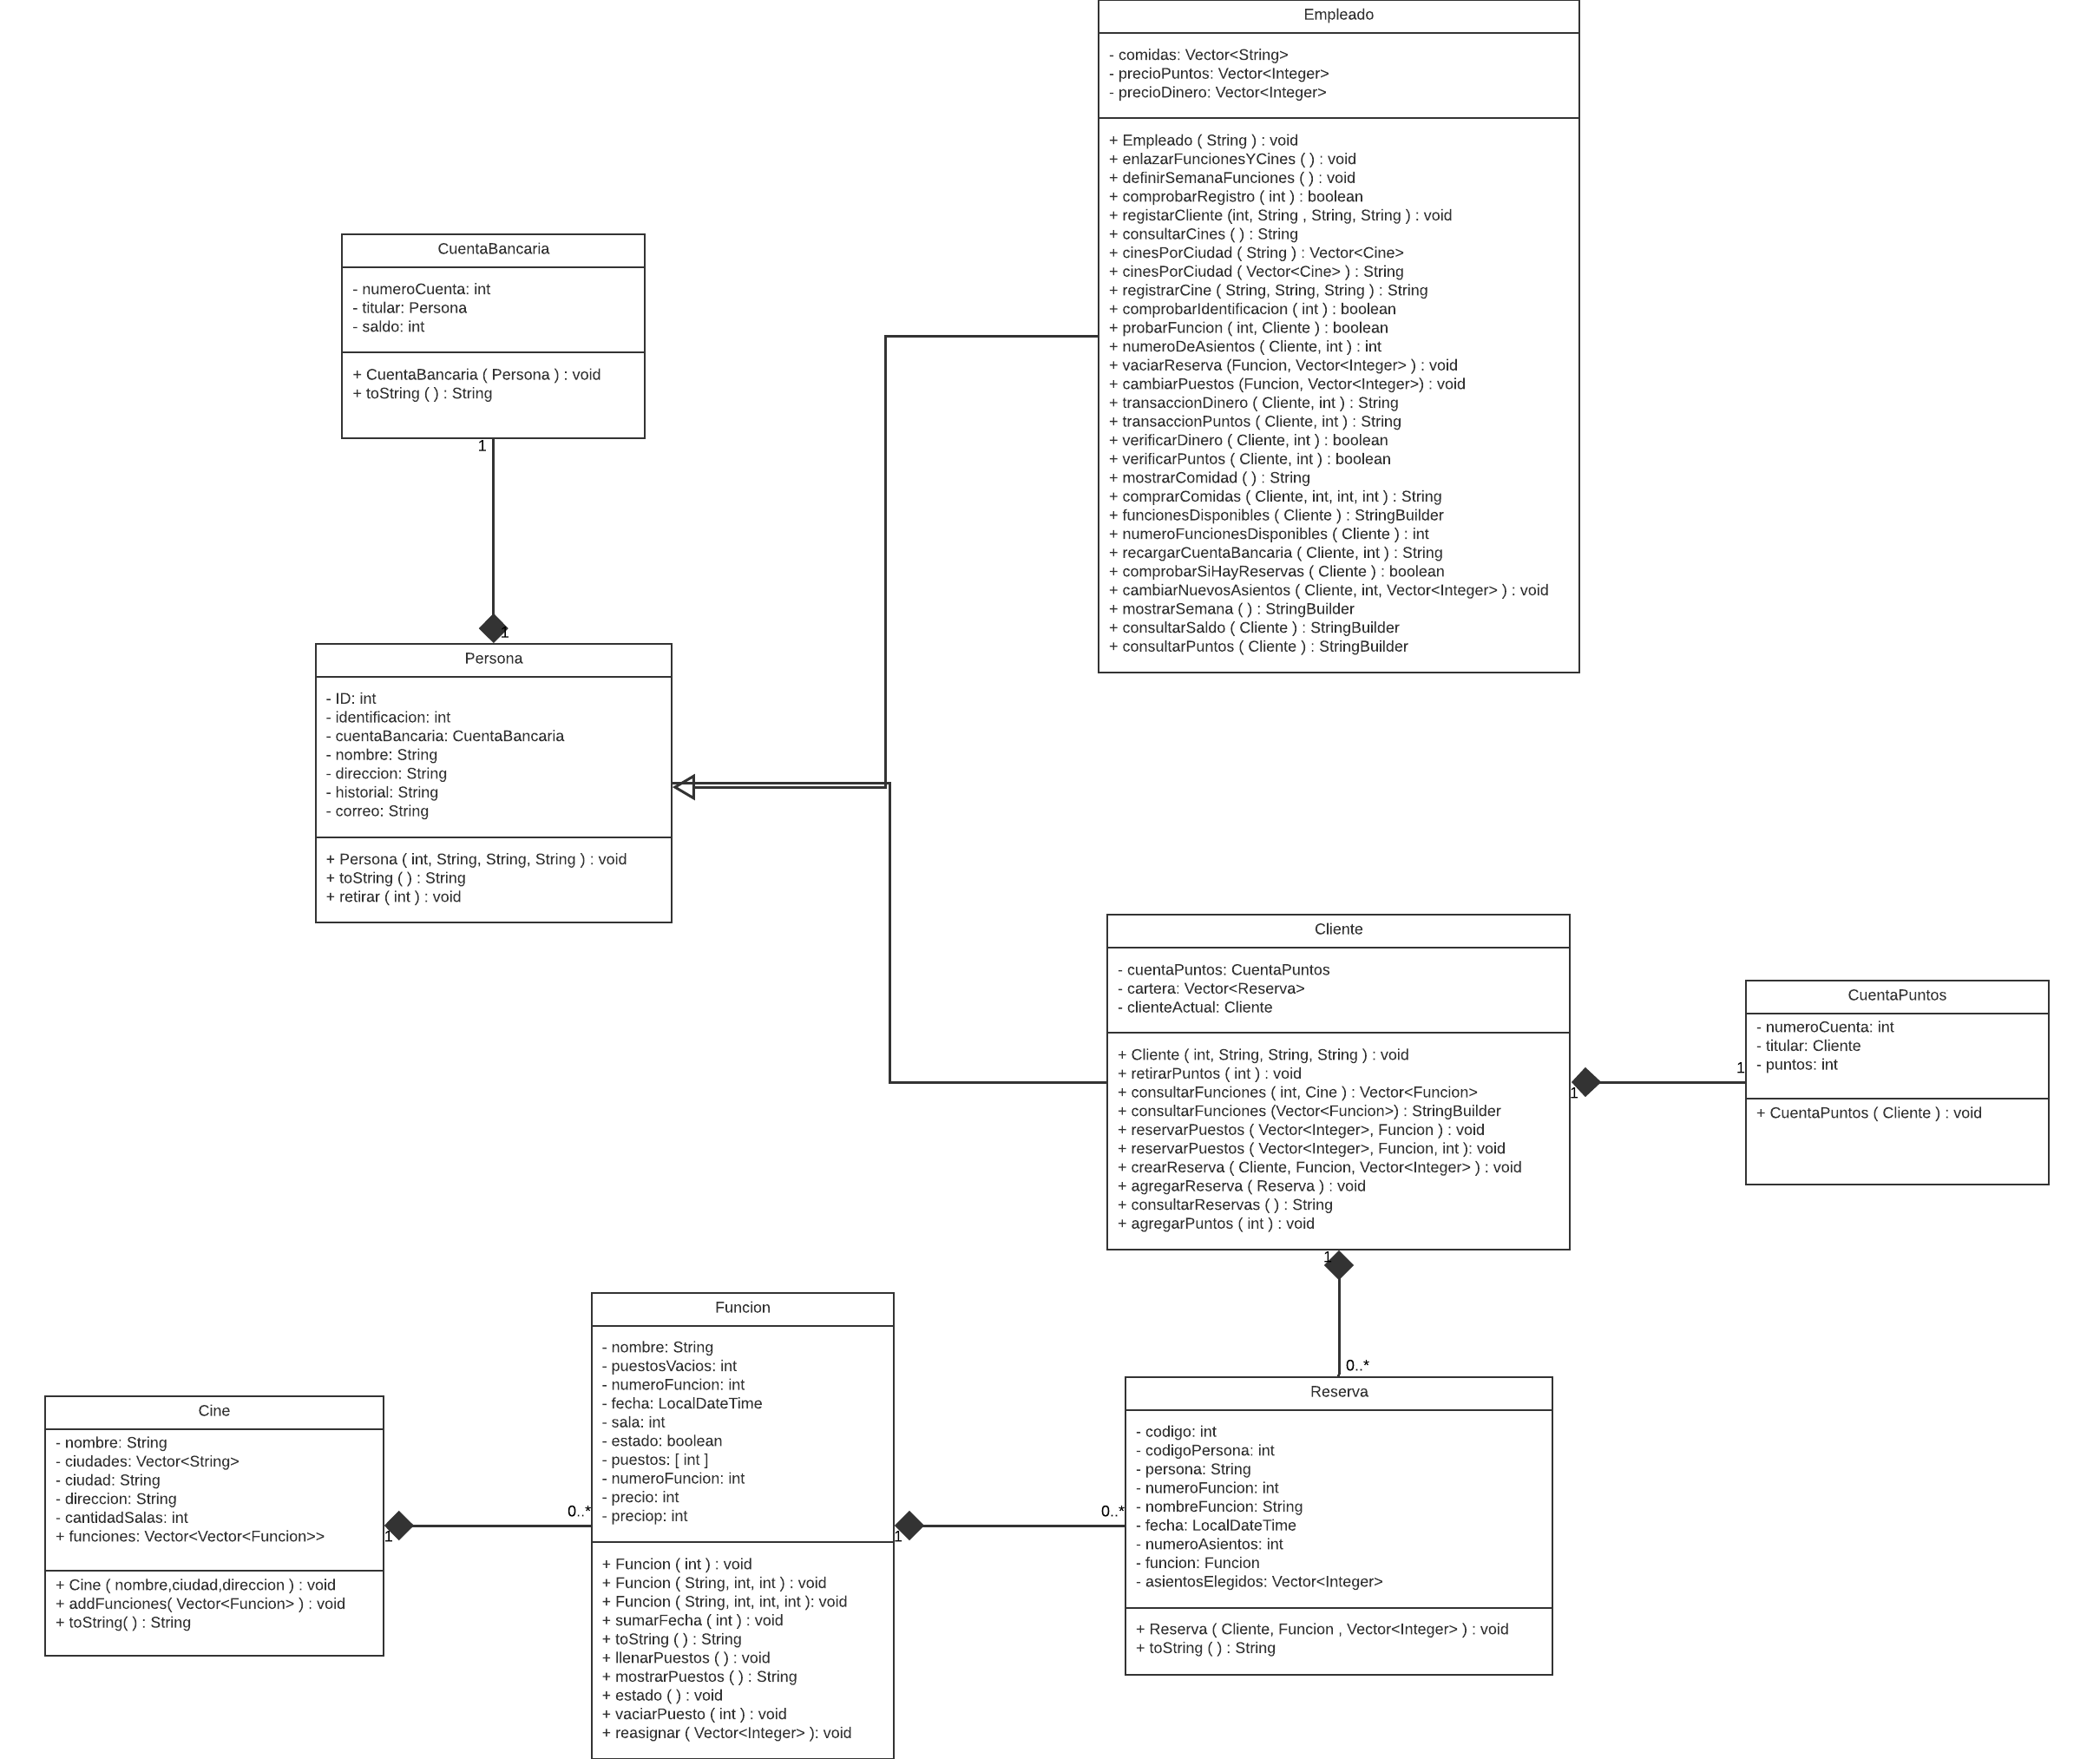 Empleado
- comidas: Vector<String>
- precioPuntos: Vector<Integer>
- precioDinero: Vector<Integer>
+ Empleado ( String ) : void
+ enlazarFuncionesYCines ( ) : void
+ definirSemanaFunciones ( ) : void
+ comprobarRegistro ( int ) : boolean
+ registarCliente (int, String , String, String ) : void
+ consultarCines ( ) : String
+ cinesPorCiudad ( String ) : Vector<Cine>
+ cinesPorCiudad ( Vector<Cine> ) : String
+ registrarCine ( String, String, String ) : String
+ comprobarIdentificacion ( int ) : boolean
+ probarFuncion ( int, Cliente ) : boolean
+ numeroDeAsientos ( Cliente, int ) : int
+ vaciarReserva (Funcion, Vector<Integer> ) : void
+ cambiarPuestos (Funcion, Vector<Integer>) : void
+ transaccionDinero ( Cliente, int ) : String
+ transaccionPuntos ( Cliente, int ) : String
+ verificarDinero ( Cliente, int ) : boolean
+ verificarPuntos ( Cliente, int ) : boolean
+ mostrarComidad ( ) : String
+ comprarComidas ( Cliente, int, int, int ) : String
+ funcionesDisponibles ( Cliente ) : StringBuilder
+ numeroFuncionesDisponibles ( Cliente ) : int
+ recargarCuentaBancaria ( Cliente, int ) : String
+ comprobarSiHayReservas ( Cliente ) : boolean
+ cambiarNuevosAsientos ( Cliente, int, Vector<Integer> ) : void
+ mostrarSemana ( ) : StringBuilder
+ consultarSaldo ( Cliente ) : StringBuilder
+ consultarPuntos ( Cliente ) : StringBuilder
CuentaBancaria
- numeroCuenta: int
- titular: Persona
- saldo: int
+ CuentaBancaria ( Persona ) : void
+ toString ( ) : String
1
1
Persona
- ID: int
- identificacion: int
- cuentaBancaria: CuentaBancaria
- nombre: String
- direccion: String
- historial: String
- correo: String
+ Persona ( int, String, String, String ) : void
+ toString ( ) : String
+ retirar ( int ) : void
Cliente
- cuentaPuntos: CuentaPuntos
- cartera: Vector<Reserva>
- clienteActual: Cliente
+ Cliente ( int, String, String, String ) : void
+ retirarPuntos ( int ) : void
+ consultarFunciones ( int, Cine ) : Vector<Funcion>
+ consultarFunciones (Vector<Funcion>) : StringBuilder
+ reservarPuestos ( Vector<Integer>, Funcion ) : void
+ reservarPuestos ( Vector<Integer>, Funcion, int ): void
+ crearReserva ( Cliente, Funcion, Vector<Integer> ) : void
+ agregarReserva ( Reserva ) : void
+ consultarReservas ( ) : String
+ agregarPuntos ( int ) : void
1
1
CuentaPuntos
- numeroCuenta: int
- titular: Cliente
- puntos: int
+ CuentaPuntos ( Cliente ) : void
1
0..*
Funcion
- nombre: String
- puestosVacios: int
- numeroFuncion: int
- fecha: LocalDateTime
- sala: int
- estado: boolean
- puestos: [ int ]
- numeroFuncion: int
- precio: int
- preciop: int
+ Funcion ( int ) : void
+ Funcion ( String, int, int ) : void
+ Funcion ( String, int, int, int ): void
+ sumarFecha ( int ) : void
+ toString ( ) : String
+ llenarPuestos ( ) : void
+ mostrarPuestos ( ) : String
+ estado ( ) : void
+ vaciarPuesto ( int ) : void
+ reasignar ( Vector<Integer> ): void
Cine
- nombre: String
- ciudades: Vector<String>
- ciudad: String
- direccion: String
- cantidadSalas: int
+ funciones: Vector<Vector<Funcion>>
+ Cine ( nombre,ciudad,direccion ) : void
+ addFunciones( Vector<Funcion> ) : void
+ toString( ) : String
1
0..*
1
0..*
Reserva
- codigo: int
- codigoPersona: int
- persona: String
- numeroFuncion: int
- nombreFuncion: String
- fecha: LocalDateTime
- numeroAsientos: int
- funcion: Funcion
- asientosElegidos: Vector<Integer>
+ Reserva ( Cliente, Funcion , Vector<Integer> ) : void
+ toString ( ) : String